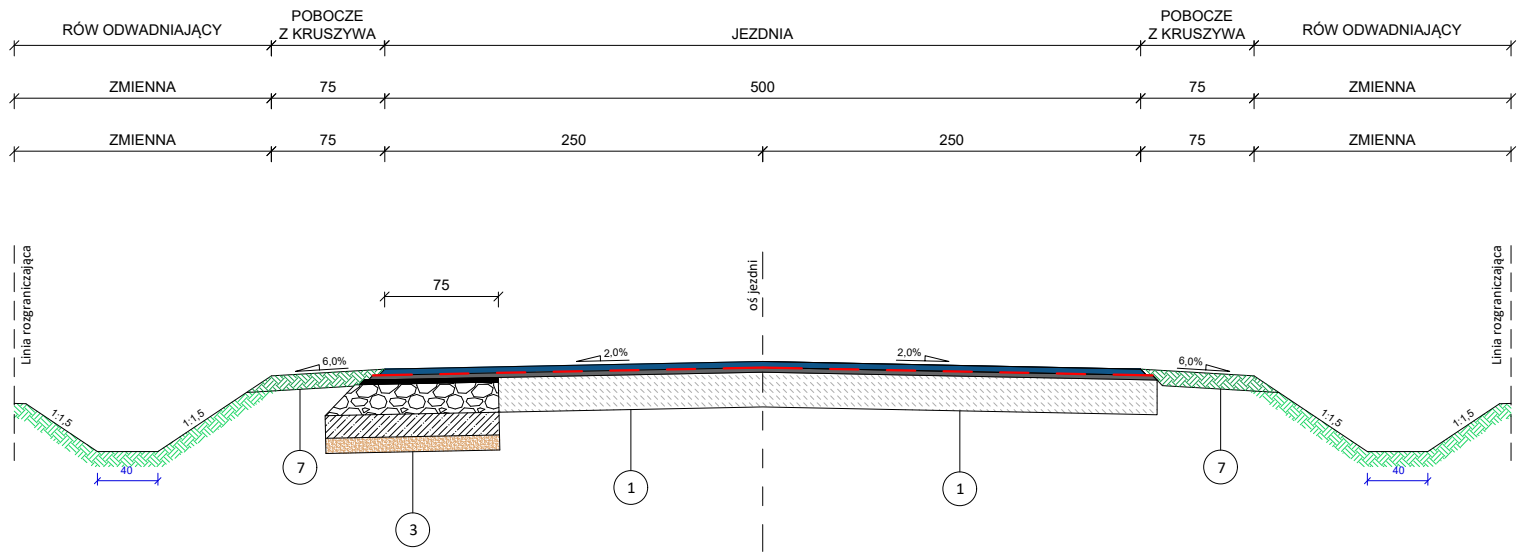 RÓW ODWADNIAJĄCY
POBOCZE
Z KRUSZYWA
JEZDNIA
POBOCZE
Z KRUSZYWA
RÓW ODWADNIAJĄCY
ZMIENNA
75
500
75
ZMIENNA
ZMIENNA
75
250
250
75
ZMIENNA
Linia rozgraniczająca
75
oś jezdni
Linia rozgraniczająca
6,0%
2,0%
2,0%
6,0%
1:1,5
1:1,5
1:1,5
1:1,5
40
7
1
1
7
40
3